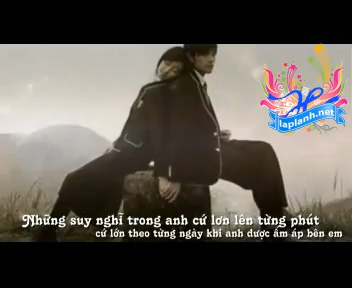 laplanh.net
Những suy nghĩ trong anh cứ lơn lên từng phút
cứ lớn theo từng ngày khi anh được ấm áp bên em